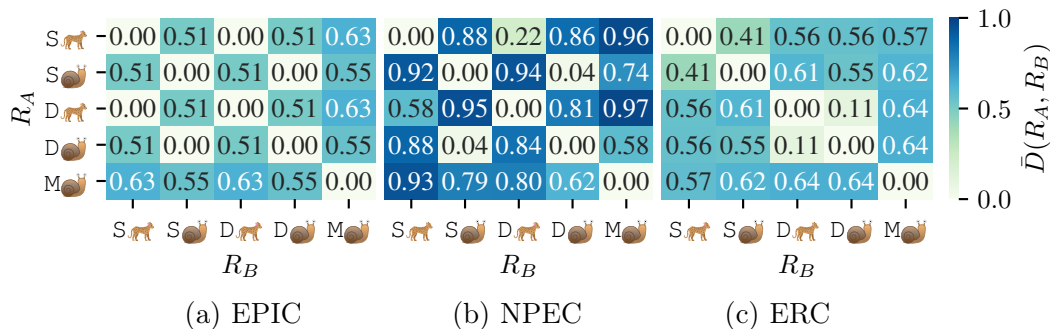 S🐆 0.00 0.51 0.00 0.51 0.63 0.00 0.88 0.22 0.86 0.96 0.00 0.41 0.56 0.56 0.57 1.0
S🐌 0.51 0.00 0.51 0.00 0.55 0.92 0.00 0.94 0.04 0.74 0.41 0.00 0.61 0.55 0.62
R_A D🐆 0.00 0.51 0.00 0.51 0.63 0.58 0.95 0.00 0.81 0.97 0.56 0.61 0.00 0.11 0.64 0.5 D̄(R_A, R_B)
D🐌 0.51 0.00 0.51 0.00 0.55 0.88 0.04 0.84 0.00 0.58 0.56 0.55 0.11 0.00 0.64
M🐌 0.63 0.55 0.63 0.55 0.00 0.93 0.79 0.80 0.62 0.00 0.57 0.62 0.64 0.64 0.00 0.0
S🐆 S🐌 D🐆 D🐌 M🐌 S🐆 S🐌 D🐆 D🐌 M🐌 S🐆 S🐌 D🐆 D🐌 M🐌
R_B R_B R_B
(a) EPIC (b) NPEC (c) ERC